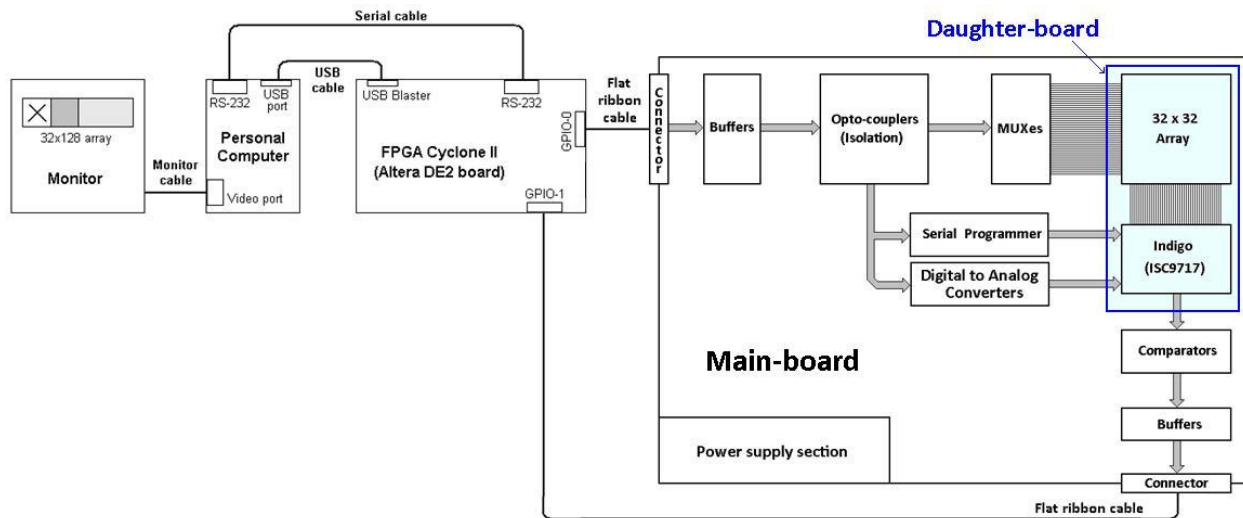 Serial cable
Daughter-board
USB
cable
RS-232
USB
port
USB Blaster
RS-232
Flat
ribbon
cable
32x128 array
Monitor
Monitor
cable
Personal
Computer
Video port
FPGA Cyclone II
(Altera DE2 board)
GPIO-0
GPIO-1
Connector
Buffers
Opto-couplers
(Isolation)
MUXes
32 x 32
Array
Serial Programmer
Digital to Analog
Converters
Indigo
(ISC9717)
Main-board
Comparators
Buffers
Power supply section
Connector
Flat ribbon cable